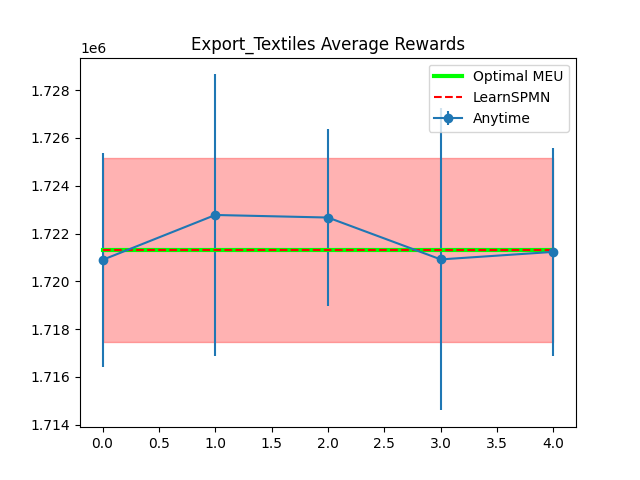 Export_Textiles Average Rewards
1e6
Optimal MEU
LearnSPMN
Anytime
1.728
1.726
1.724
1.722
1.720
1.718
1.716
1.714
0.0 0.5 1.0 1.5 2.0 2.5 3.0 3.5 4.0